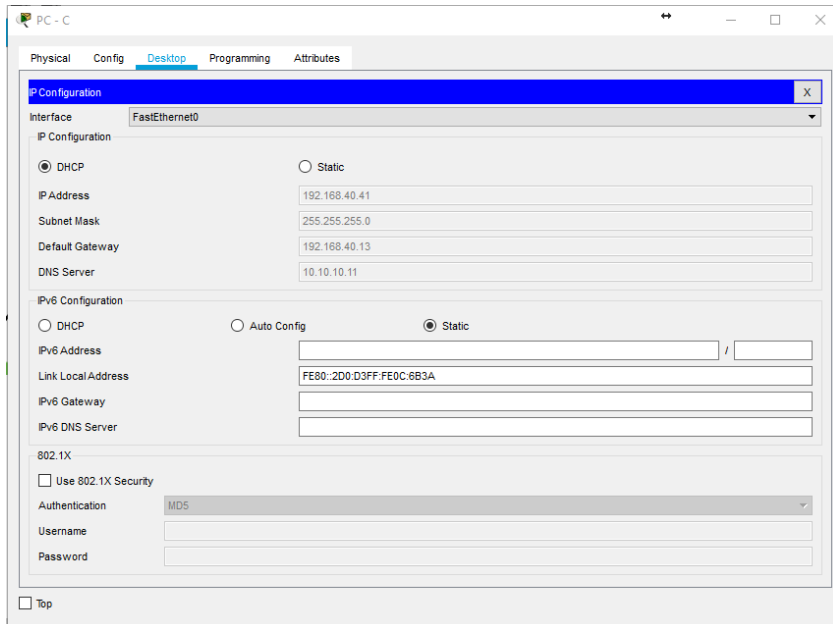 PC - C
Physical Config Desktop Programming Attributes
IP Configuration X
Interface FastEthernet0
IP Configuration
DHCP Static
IP Address 192.168.40.41
Subnet Mask 255.255.255.0
Default Gateway 192.168.40.13
DNS Server 10.10.10.11
IPv6 Configuration
DHCP Auto Config Static
IPv6 Address /
Link Local Address FE80::2D0:D3FF:FE0C:6B3A
IPv6 Gateway
IPv6 DNS Server
802.1X
Use 802.1X Security
Authentication MD5
Username
Password
Top